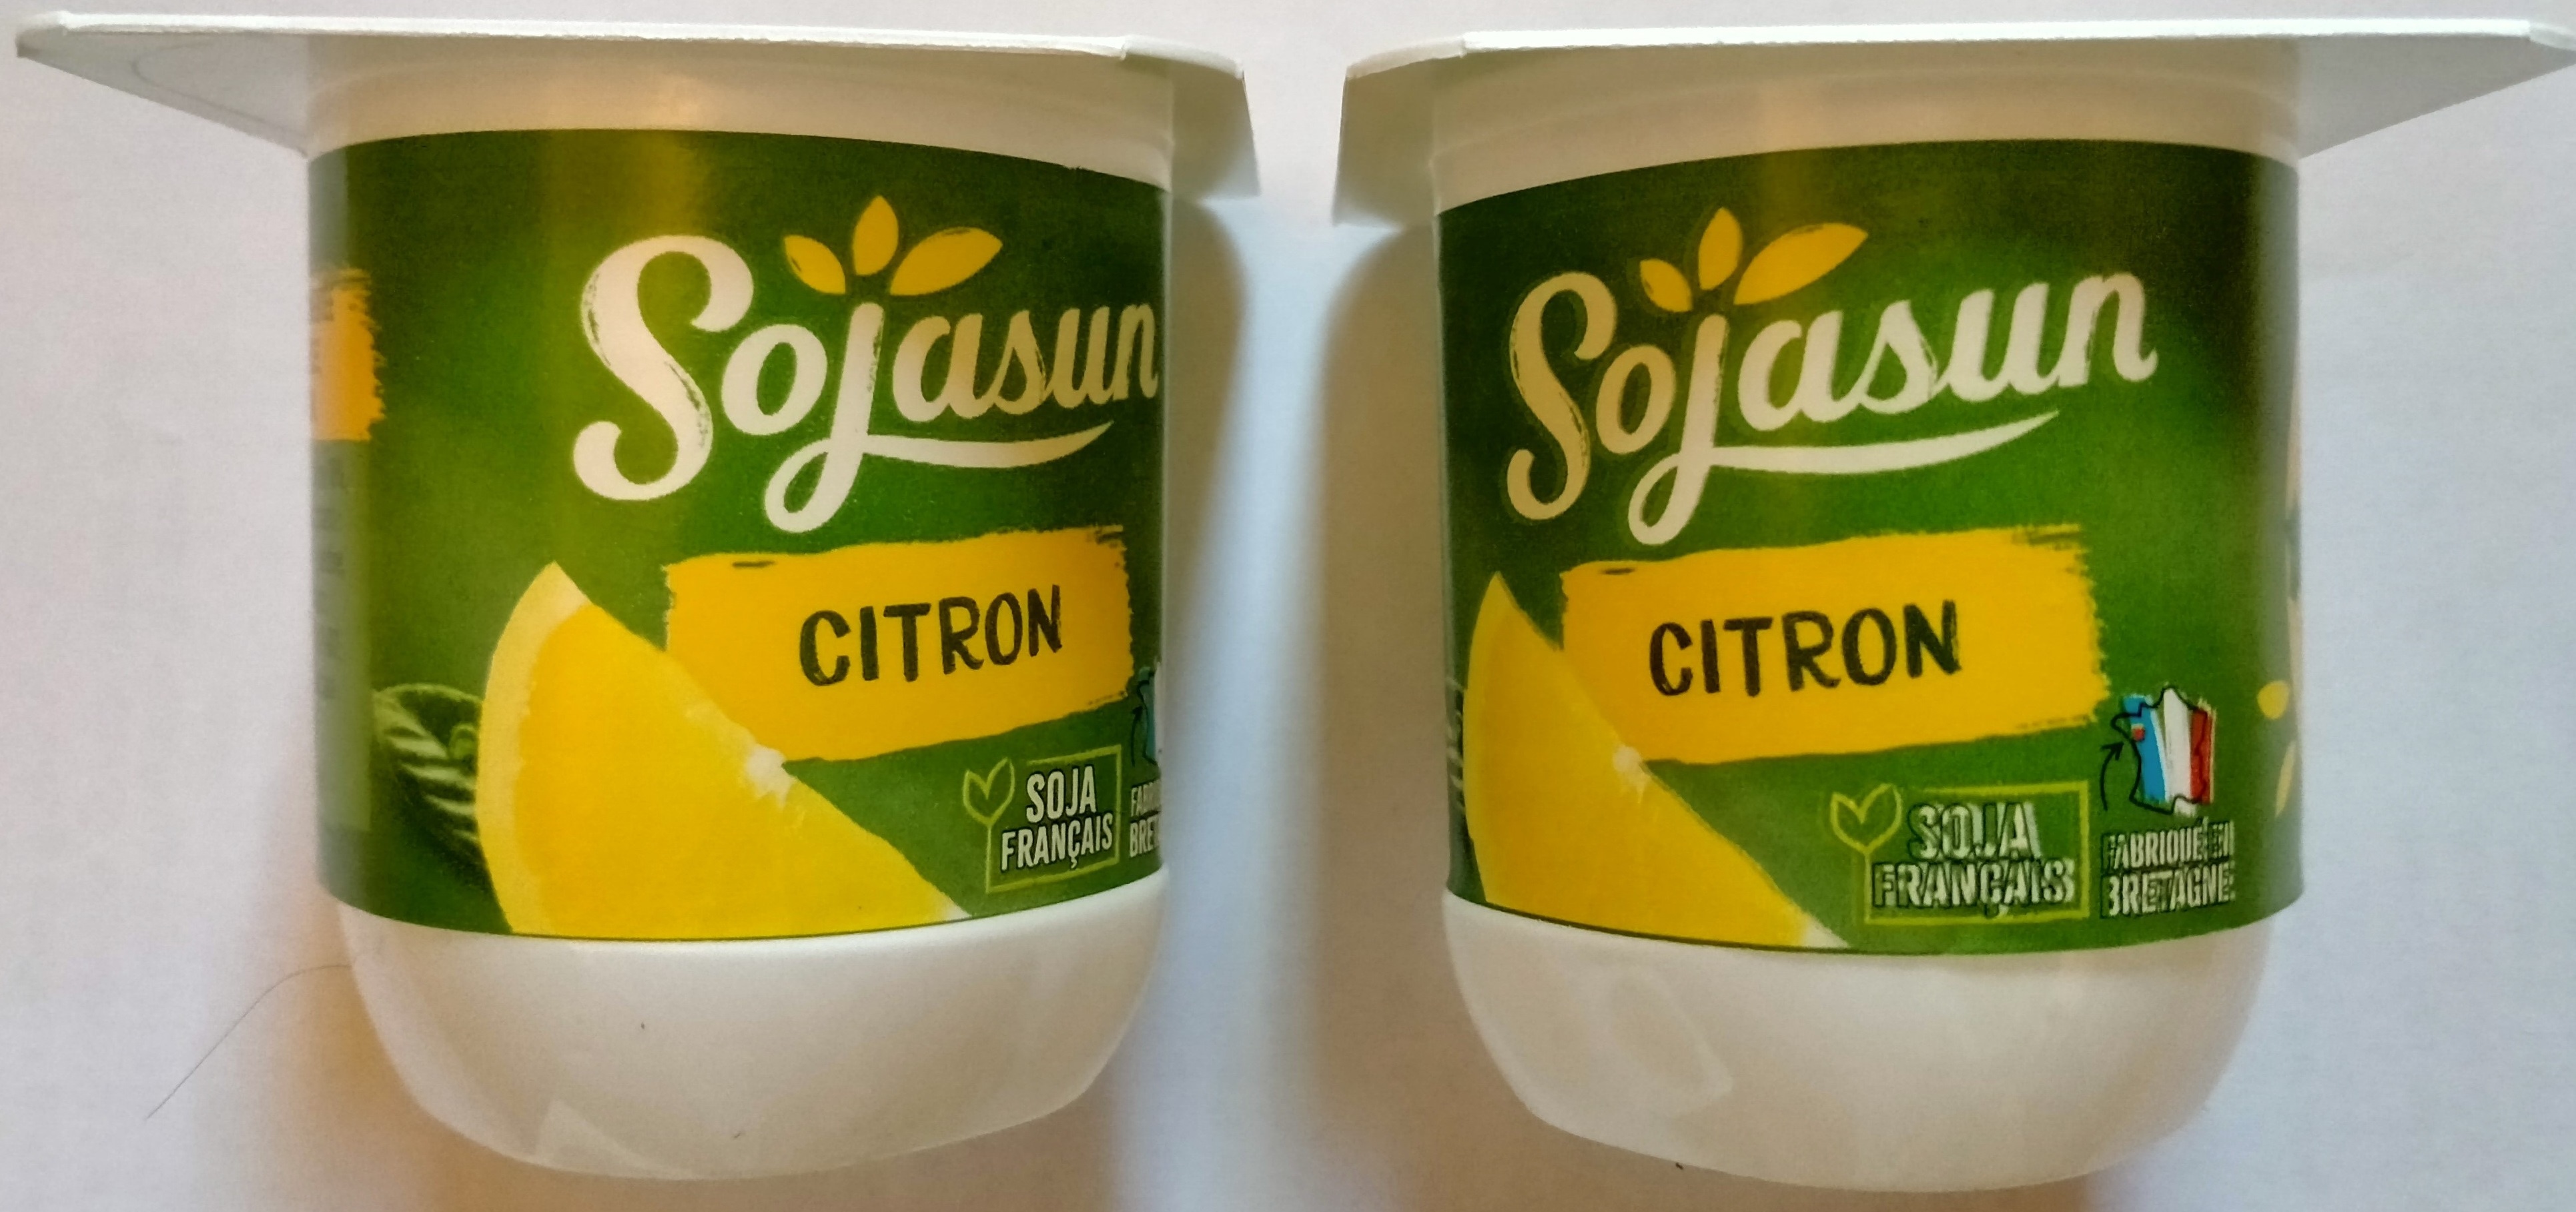 Sojasun
CITRON
SOJA
FRANÇAIS
Sojasun
CITRON
SOJA
FRANÇAIS
FABRIQUÉ EN
BRETAGNE